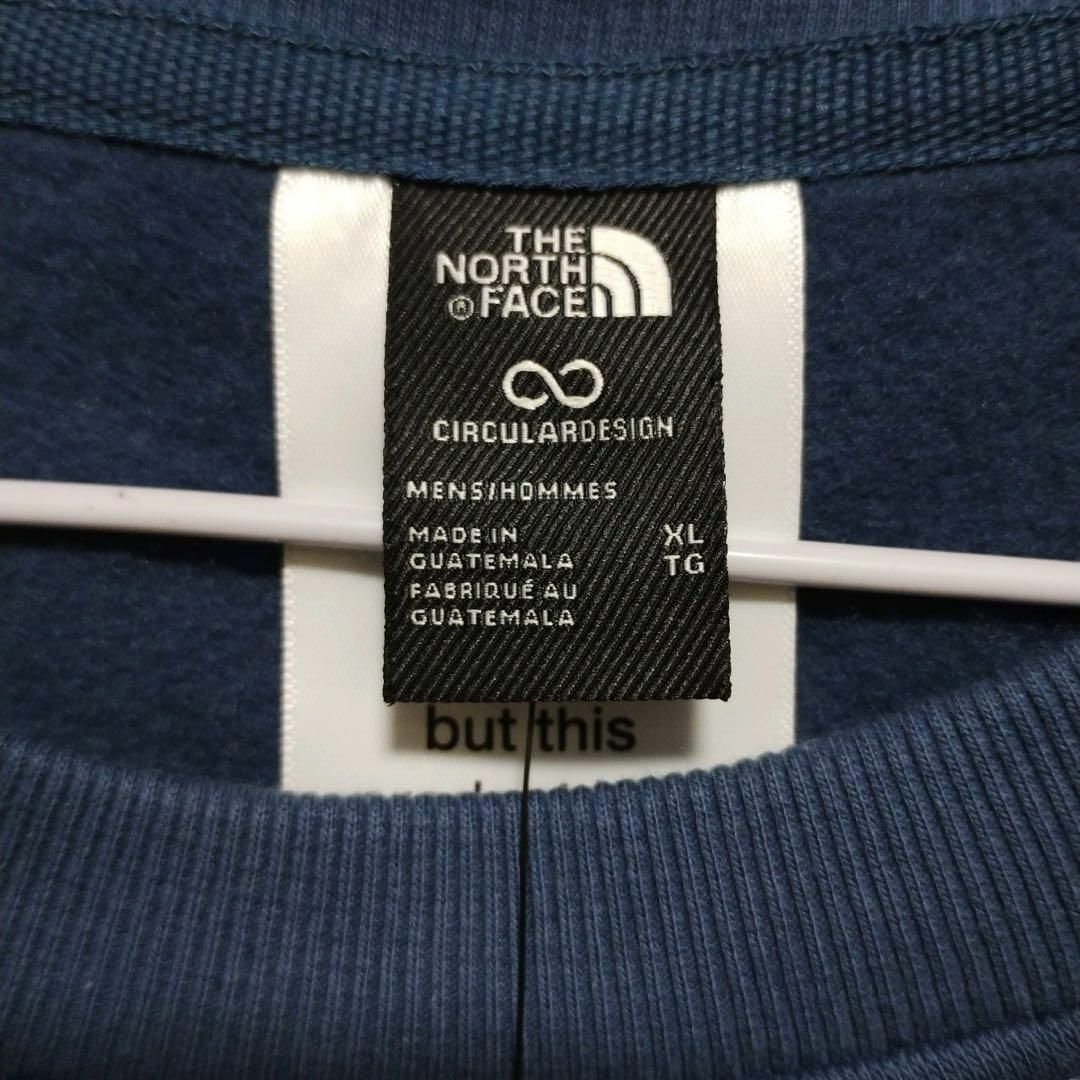 THE
NORTH
® FACE
CIRCULARDESIGN
MENS/HOMMES
MADE IN XL
GUATEMALA TG
FABRIQUÉ AU
GUATEMALA
but this